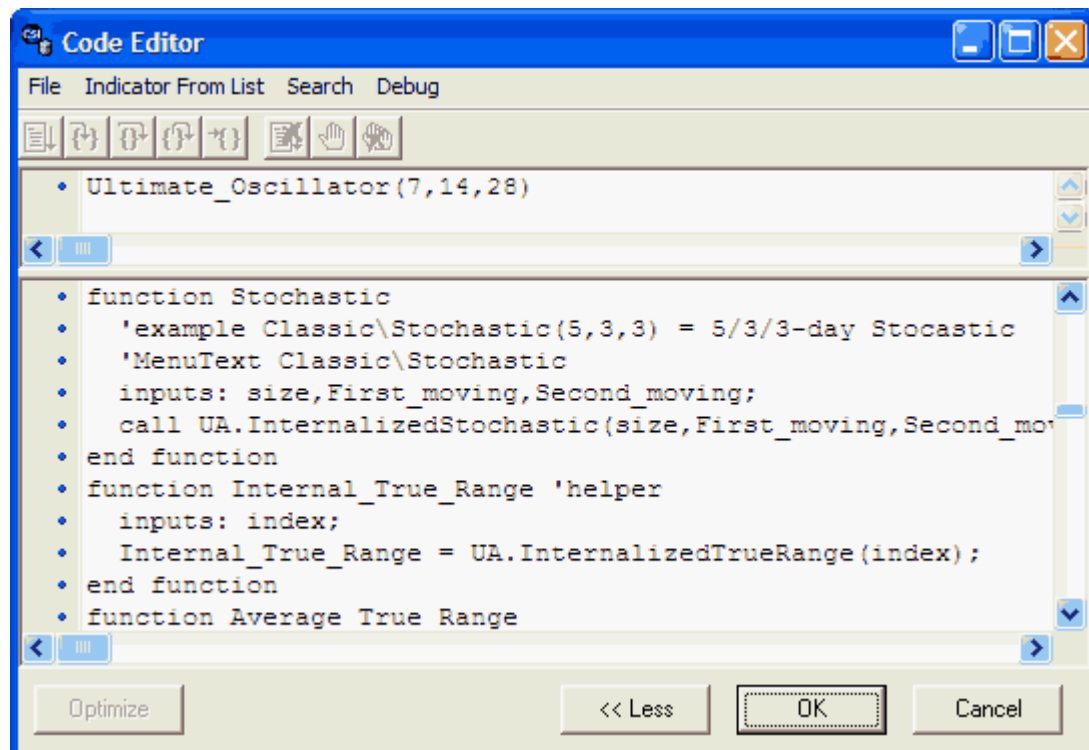 CSI Code Editor
File Indicator From List Search Debug
Ultimate_Oscillator(7,14,28)
function Stochastic
'example Classic\Stochastic(5,3,3) = 5/3/3-day Stocastic
'MenuText Classic\Stochastic
inputs: size,First_moving,Second_moving;
call UA.InternalizedStochastic(size,First_moving,Second_mov
end function
function Internal_True_Range 'helper
inputs: index;
Internal_True_Range = UA.InternalizedTrueRange(index);
end function
function Average True Range
Optimize << Less OK Cancel